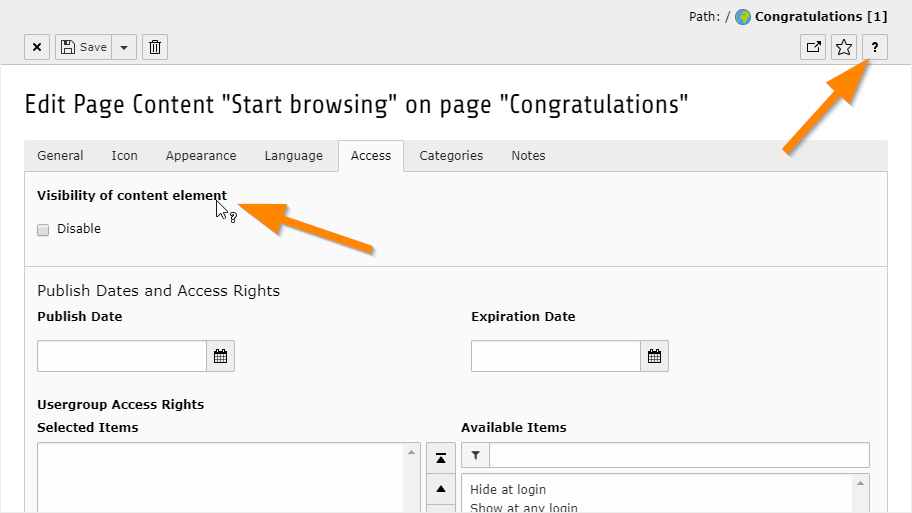 Path: / Congratulations [1]
Save
?
Edit Page Content "Start browsing" on page "Congratulations"
General Icon Appearance Language Access Categories Notes
Visibility of content element
?
Disable
Publish Dates and Access Rights
Publish Date Expiration Date
Usergroup Access Rights
Selected Items Available Items
Hide at login
Show at any login